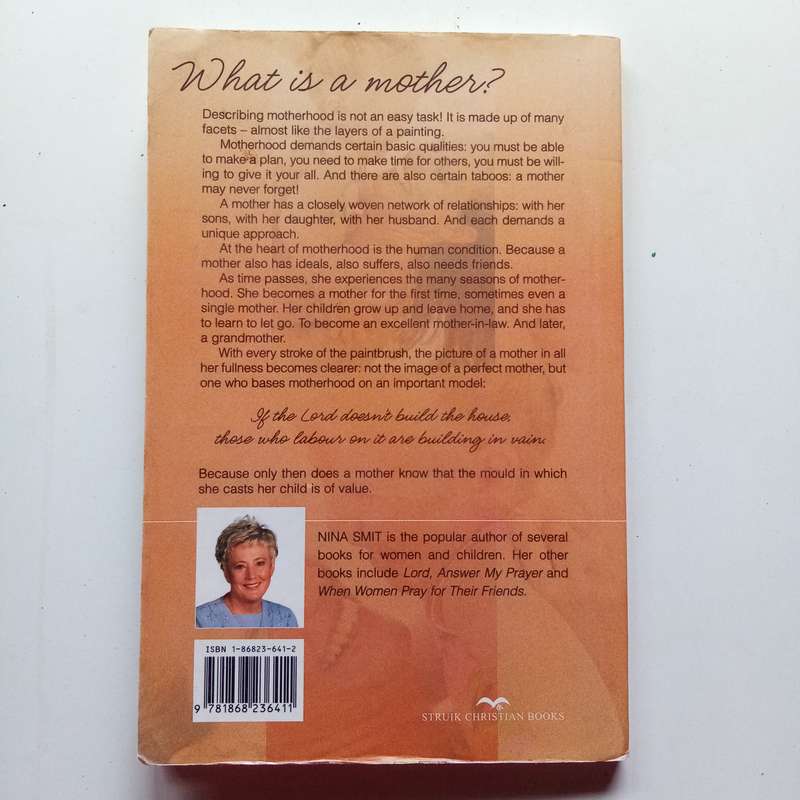 What is a mother?
Describing motherhood is not an easy task! It is made up of many
facets – almost like the layers of a painting.
Motherhood demands certain basic qualities: you must be able
to make a plan, you need to make time for others, you must be will-
ing to give it your all. And there are also certain taboos: a mother
may never forget!
A mother has a closely woven network of relationships: with her
sons, with her daughter, with her husband. And each demands a
unique approach.
At the heart of motherhood is the human condition. Because a
mother also has ideals, also suffers, also needs friends.
As time passes, she experiences the many seasons of mother-
hood. She becomes a mother for the first time, sometimes even a
single mother. Her children grow up and leave home, and she has
to learn to let go. To become an excellent mother-in-law. And later,
a grandmother.
With every stroke of the paintbrush, the picture of a mother in all
her fullness becomes clearer: not the image of a perfect mother, but
one who bases motherhood on an important model:
If the Lord doesn't build the house,
those who labour on it are building in vain.
Because only then does a mother know that the mould in which
she casts her child is of value.
NINA SMIT is the popular author of several
books for women and children. Her other
books include Lord, Answer My Prayer and
When Women Pray for Their Friends.
ISBN 1-86823-641-2
9 781868 236411
STRUIK CHRISTIAN BOOKS